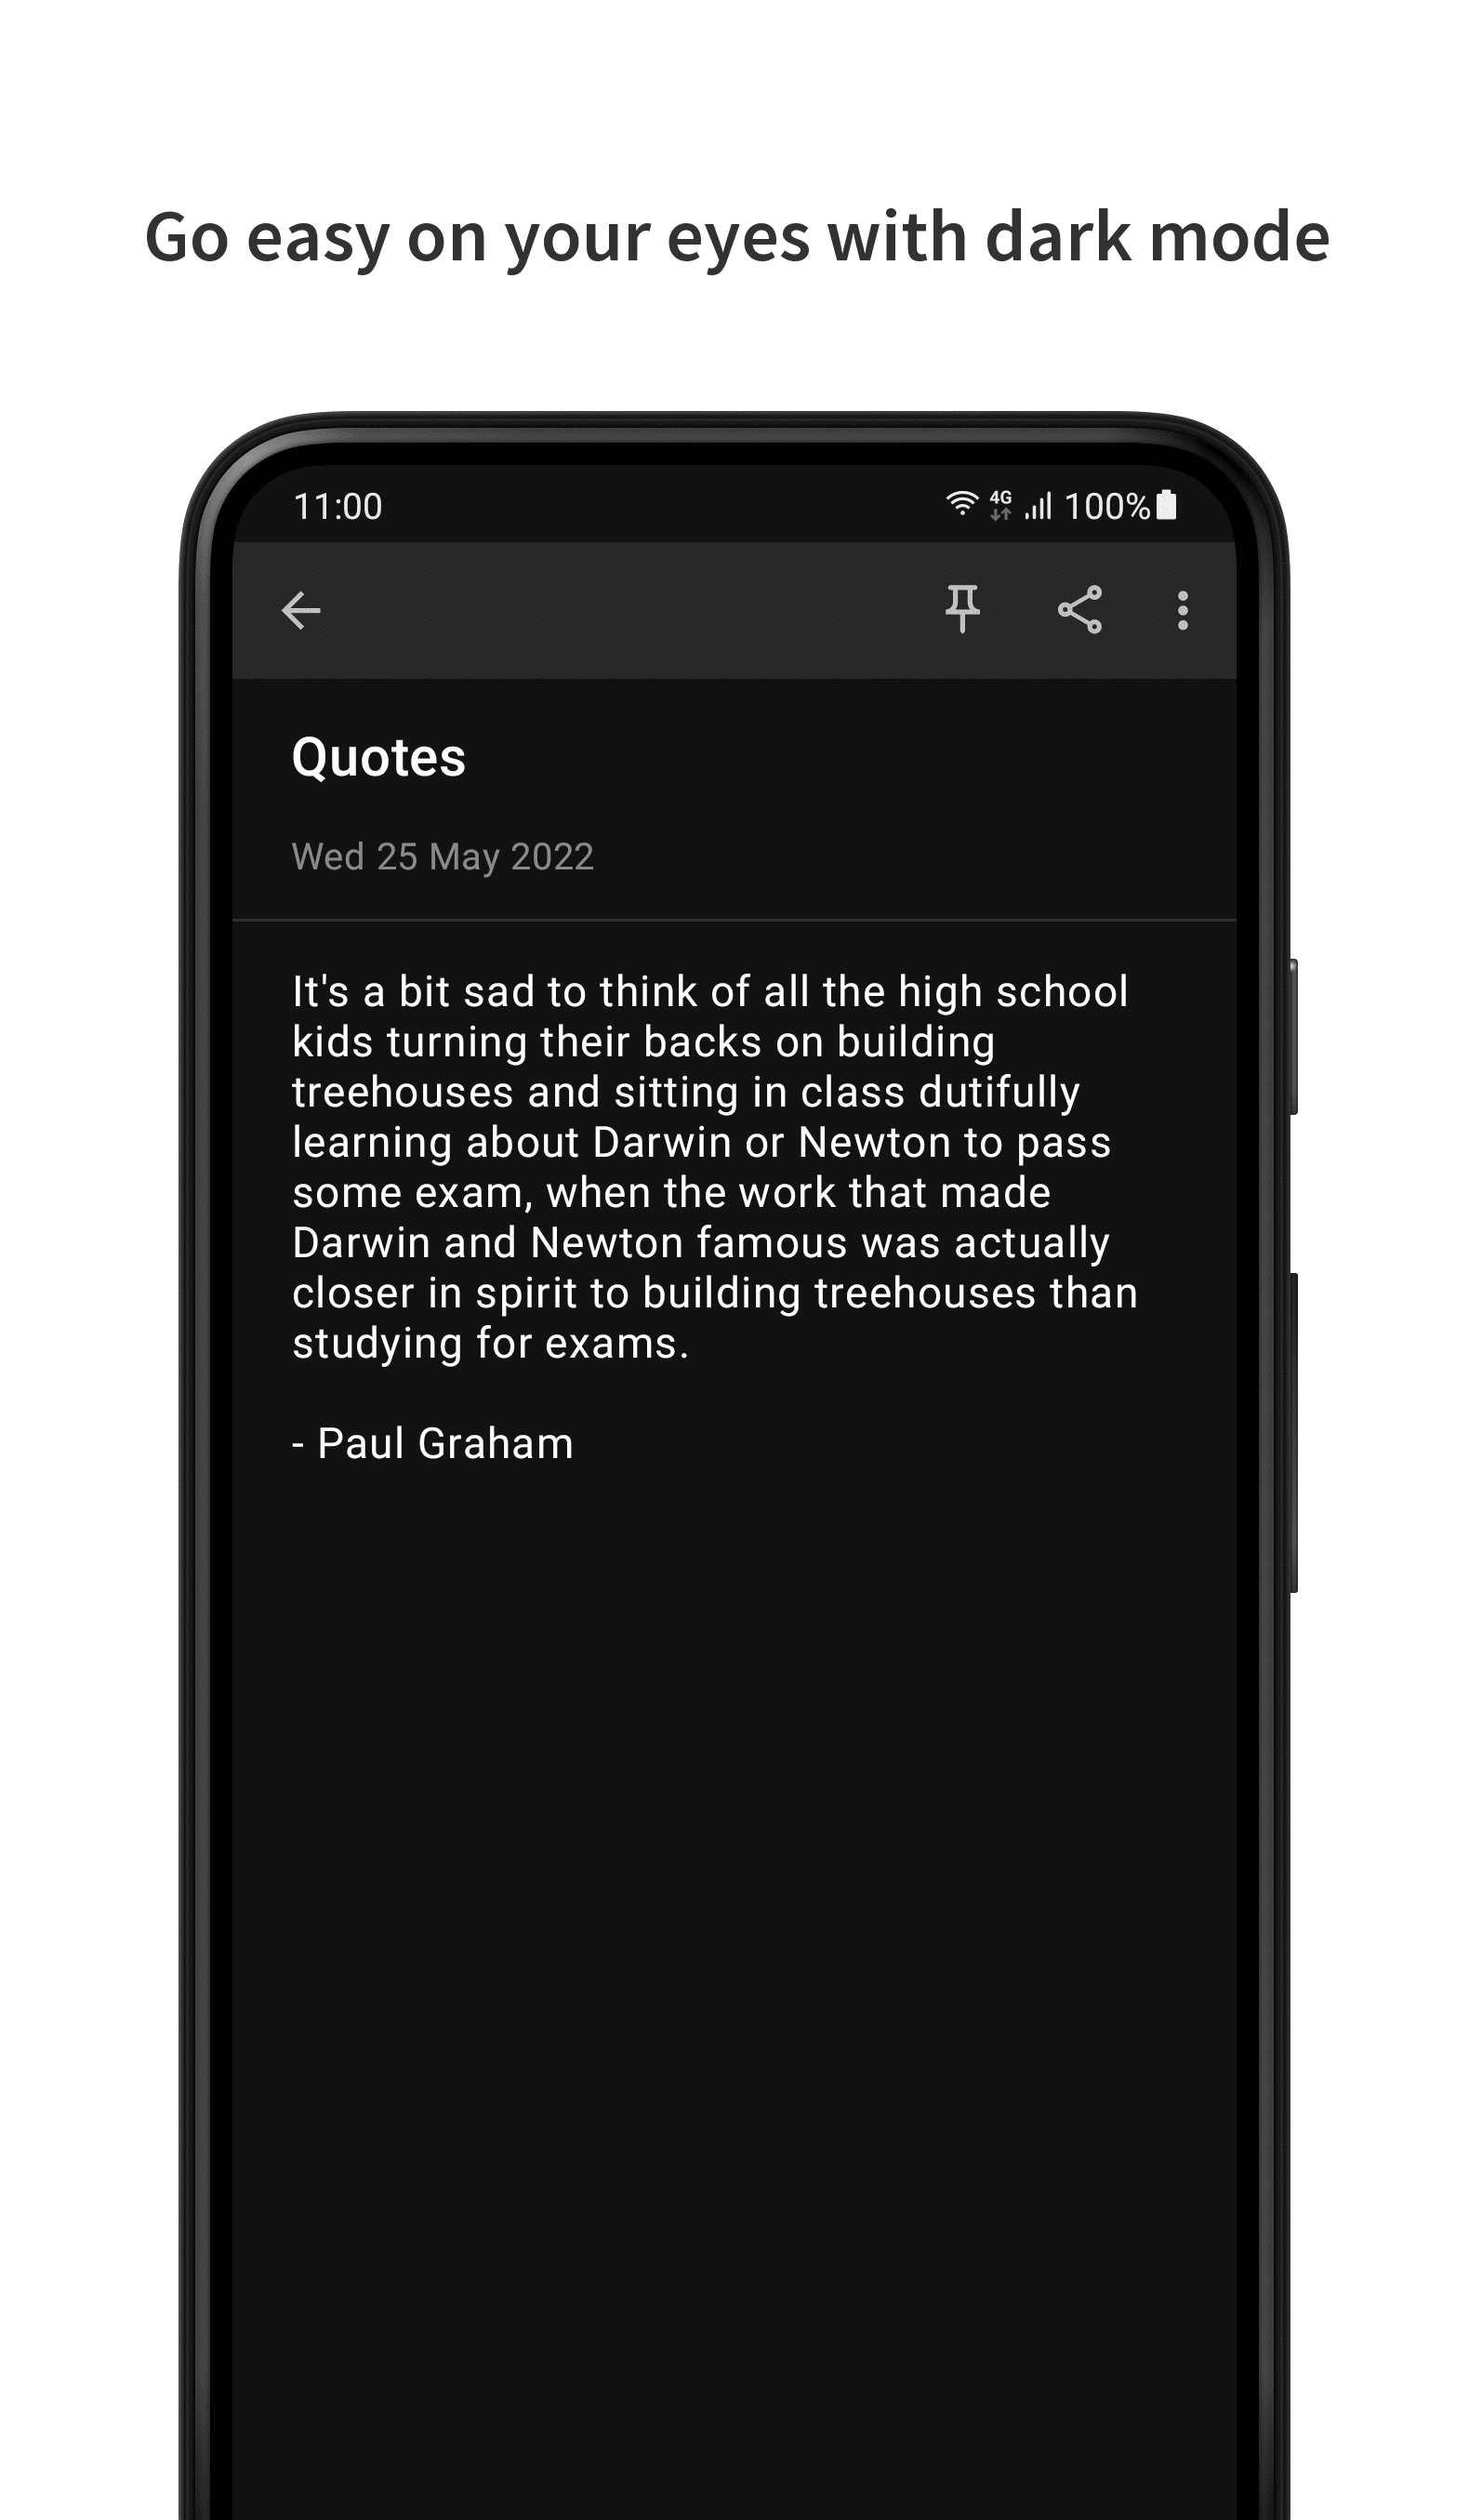 Go easy on your eyes with dark mode
11:00
4G
100%
Quotes
Wed 25 May 2022
It's a bit sad to think of all the high school
kids turning their backs on building
treehouses and sitting in class dutifully
learning about Darwin or Newton to pass
some exam, when the work that made
Darwin and Newton famous was actually
closer in spirit to building treehouses than
studying for exams.
- Paul Graham